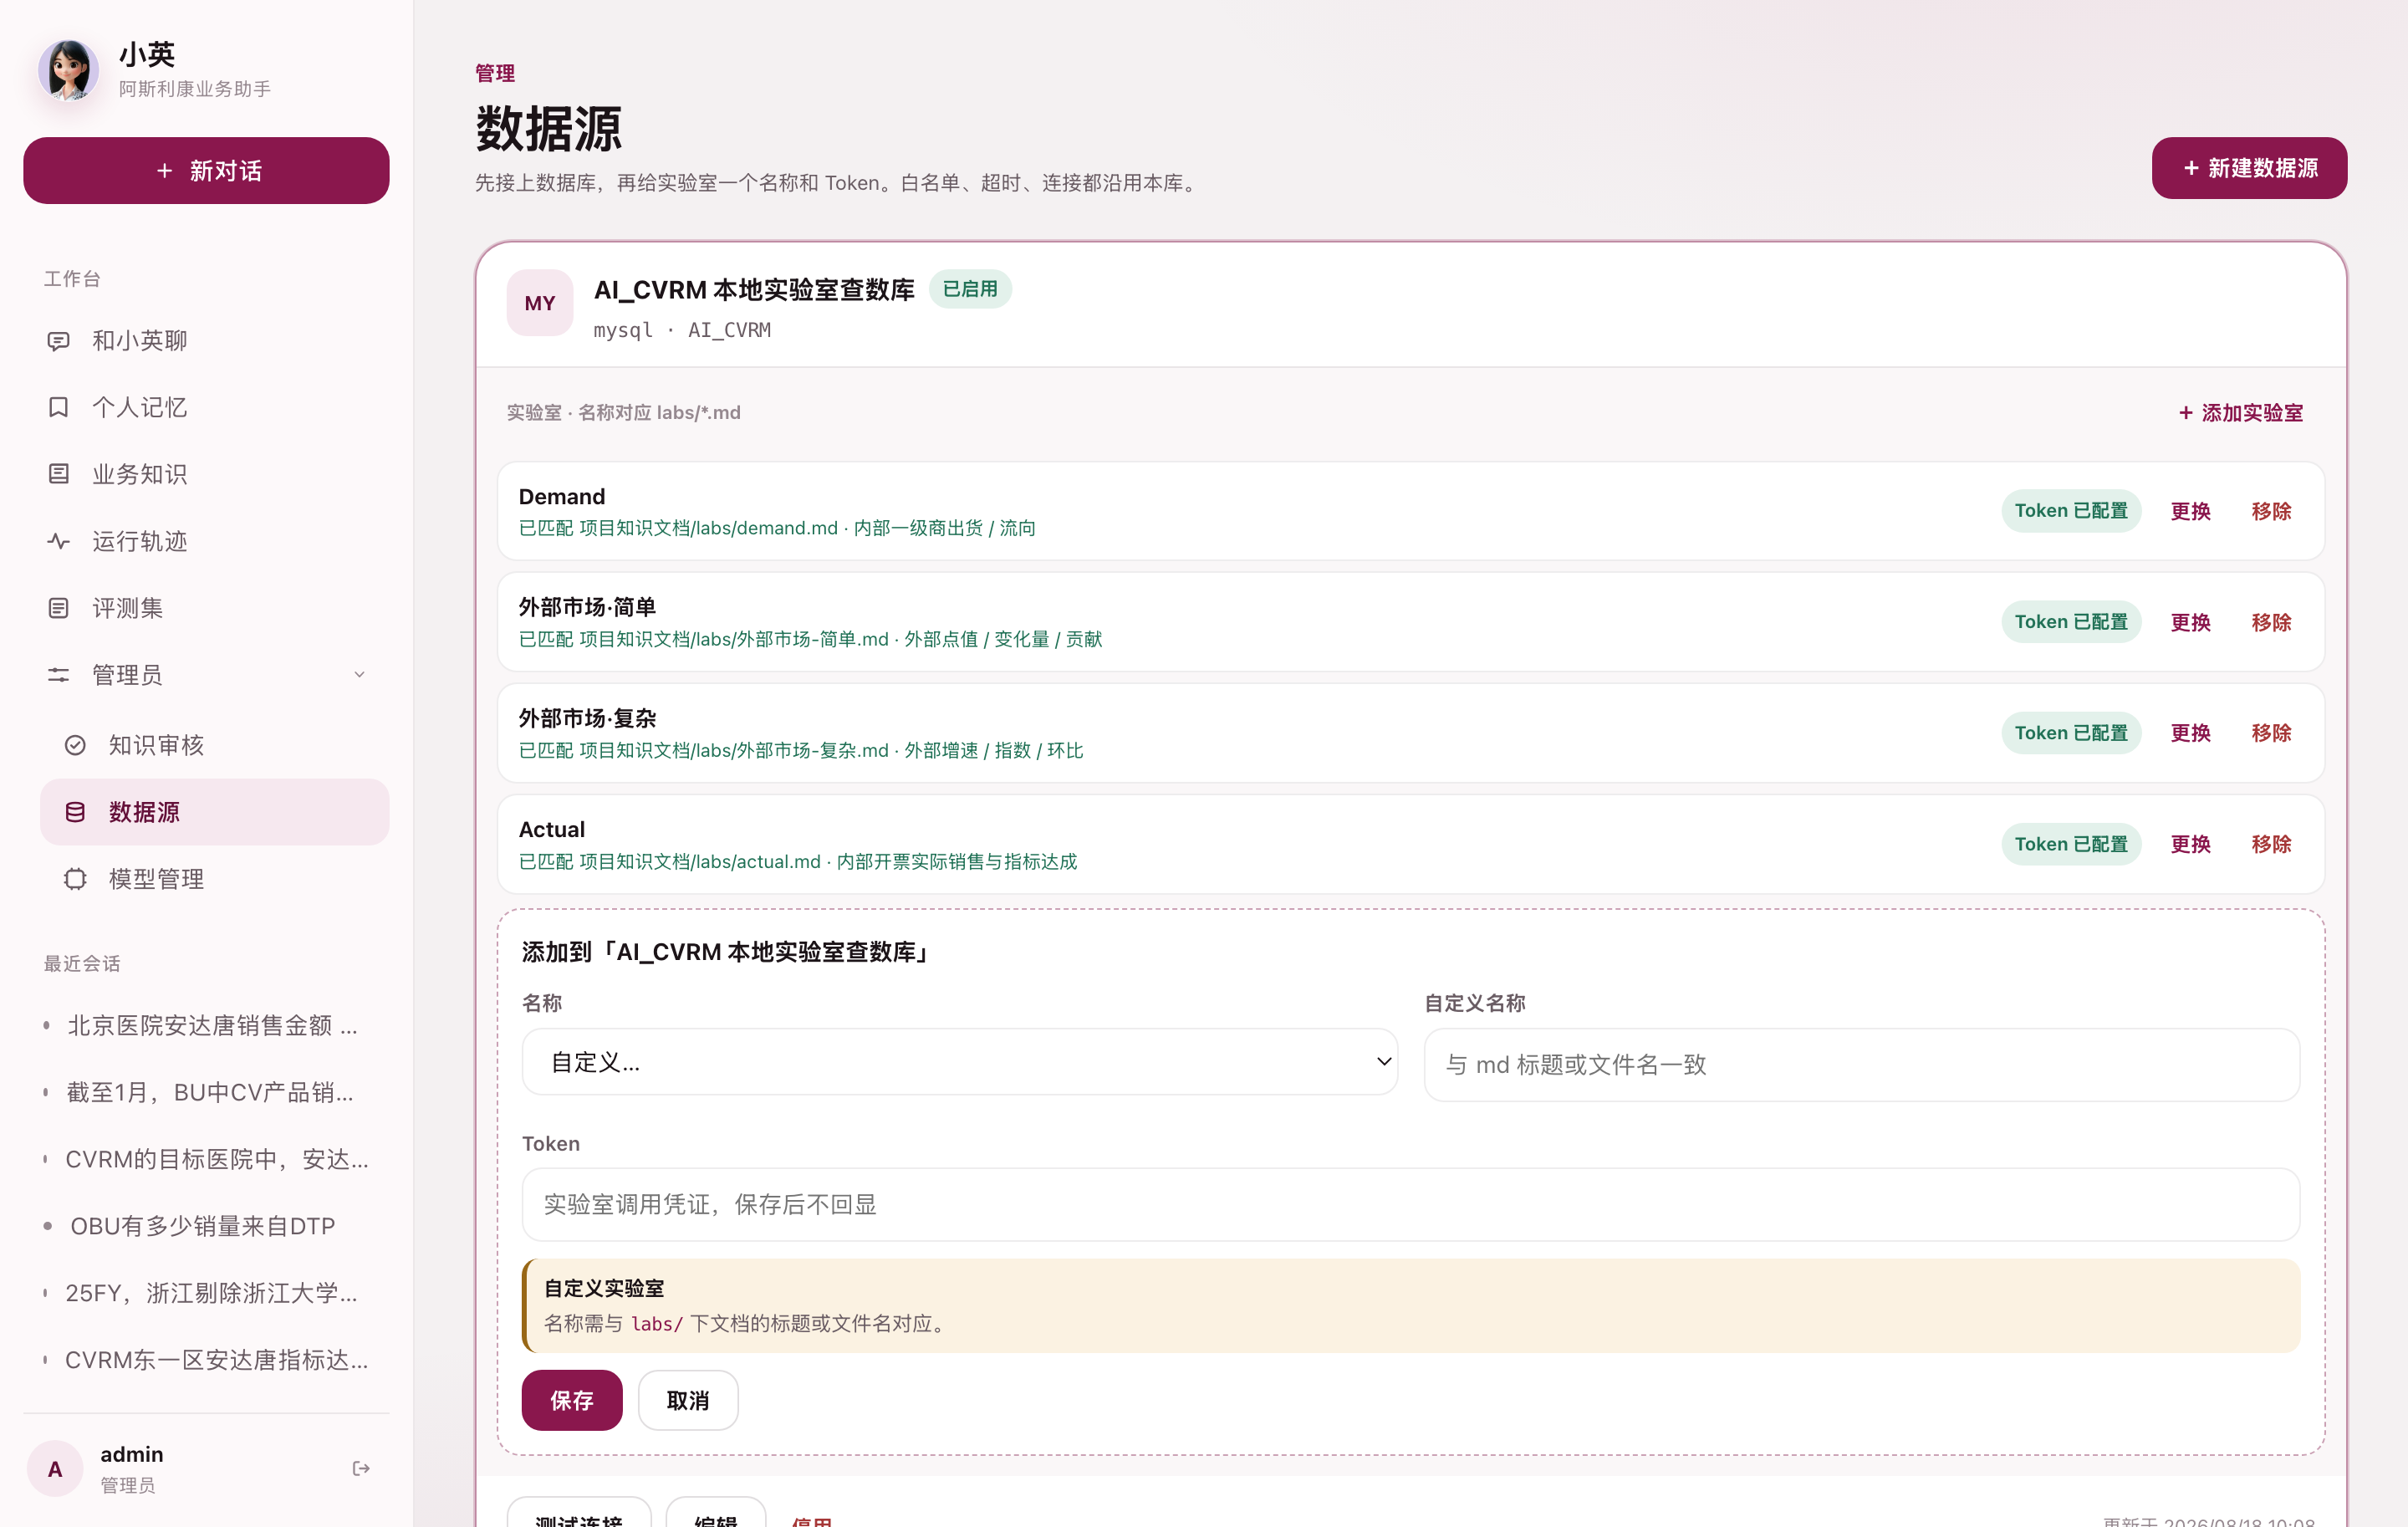 小英
阿斯利康业务助手
+ 新对话
工作台
和小英聊
个人记忆
业务知识
运行轨迹
评测集
管理员
知识审核
数据源
模型管理
最近会话
北京医院安达唐销售金额 ...
截至1月，BU中CV产品销...
CVRM的目标医院中，安达...
OBU有多少销量来自DTP
25FY，浙江剔除浙江大学...
CVRM东一区安达唐指标达...
A
admin
管理员
管理
数据源
先接上数据库，再给实验室一个名称和 Token。白名单、超时、连接都沿用本库。
+ 新建数据源
MY
AI_CVRM 本地实验室查数库
已启用
mysql · AI_CVRM
实验室 · 名称对应 labs/*.md
+ 添加实验室
Demand
已匹配 项目知识文档/labs/demand.md · 内部一级商出货 / 流向
Token 已配置 更换 移除
外部市场·简单
已匹配 项目知识文档/labs/外部市场-简单.md · 外部点值 / 变化量 / 贡献
Token 已配置 更换 移除
外部市场·复杂
已匹配 项目知识文档/labs/外部市场-复杂.md · 外部增速 / 指数 / 环比
Token 已配置 更换 移除
Actual
已匹配 项目知识文档/labs/actual.md · 内部开票实际销售与指标达成
Token 已配置 更换 移除
添加到「AI_CVRM 本地实验室查数库」
名称
自定义...
自定义名称
与 md 标题或文件名一致
Token
实验室调用凭证，保存后不回显
自定义实验室
名称需与 labs/ 下文档的标题或文件名对应。
保存 取消
测试连接 编辑 停用
更新于 2026/08/18 10:08